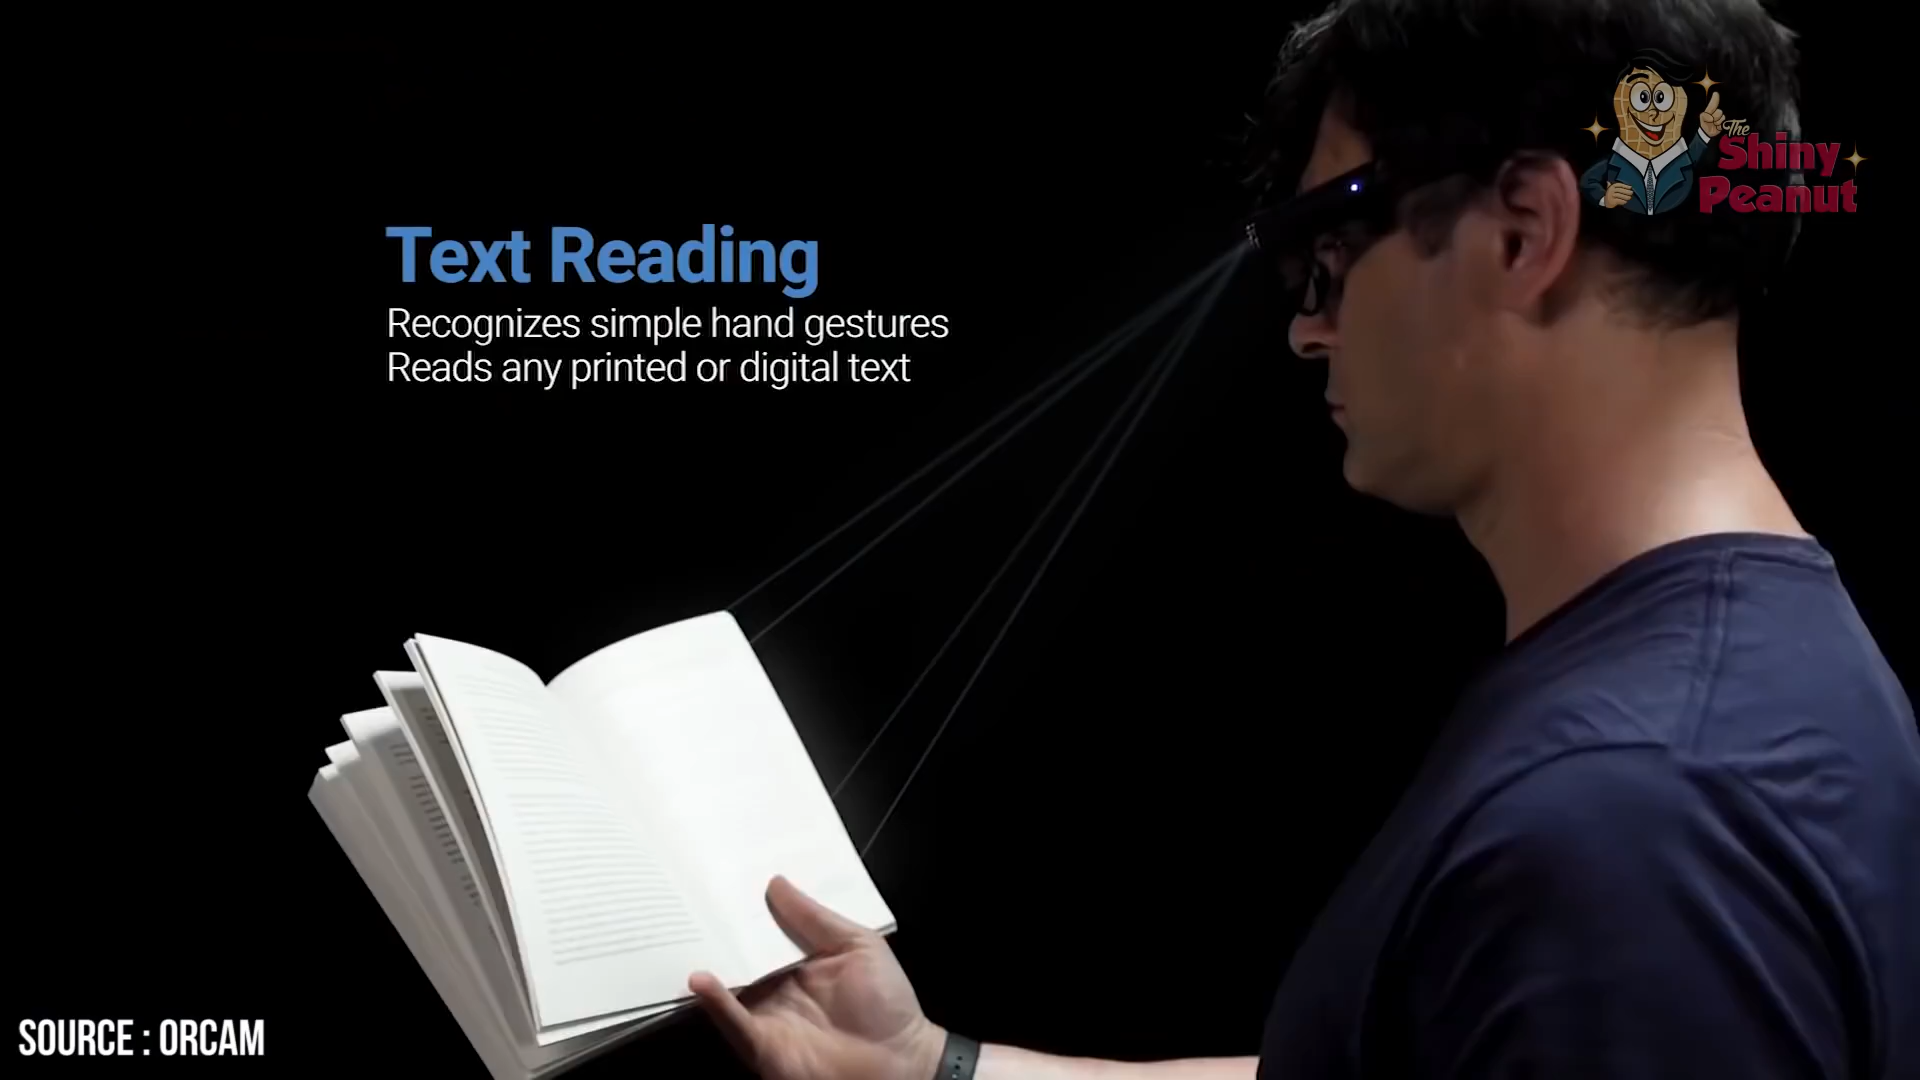 The
Shiny
Peanut
Text Reading
Recognizes simple hand gestures
Reads any printed or digital text
SOURCE : ORCAM